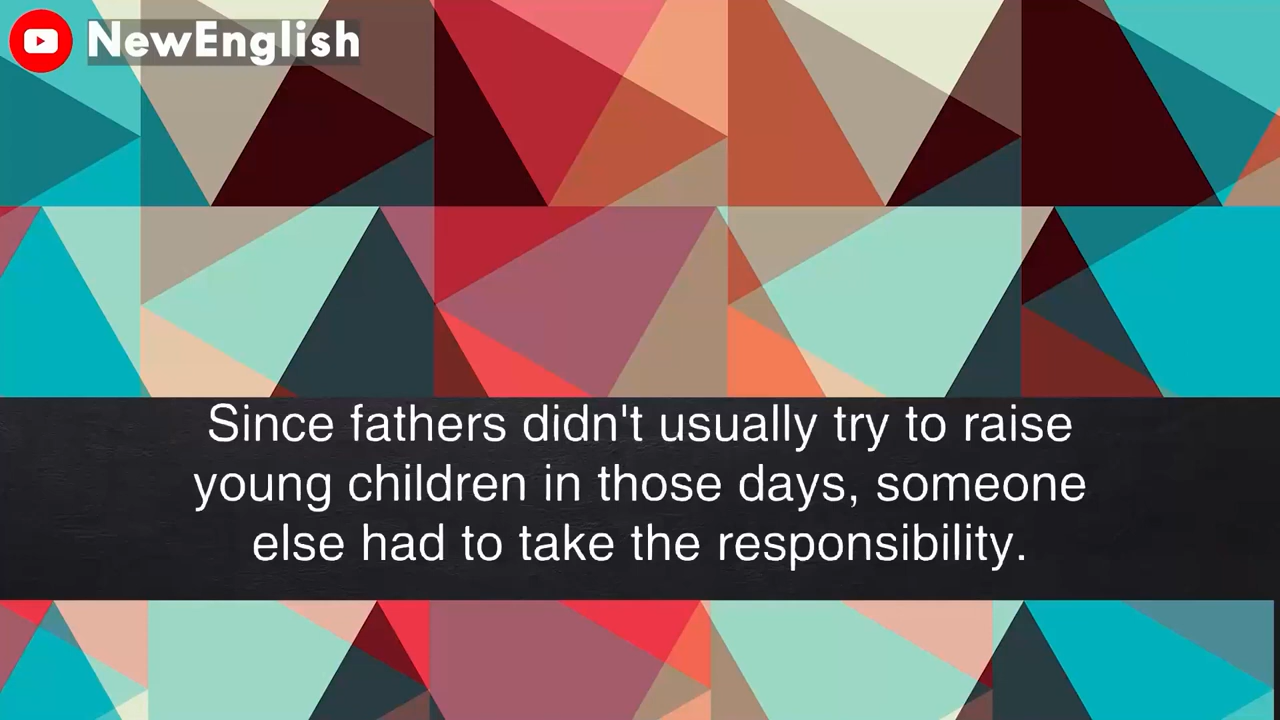 NewEnglish
Since fathers didn't usually try to raise
young children in those days, someone
else had to take the responsibility.